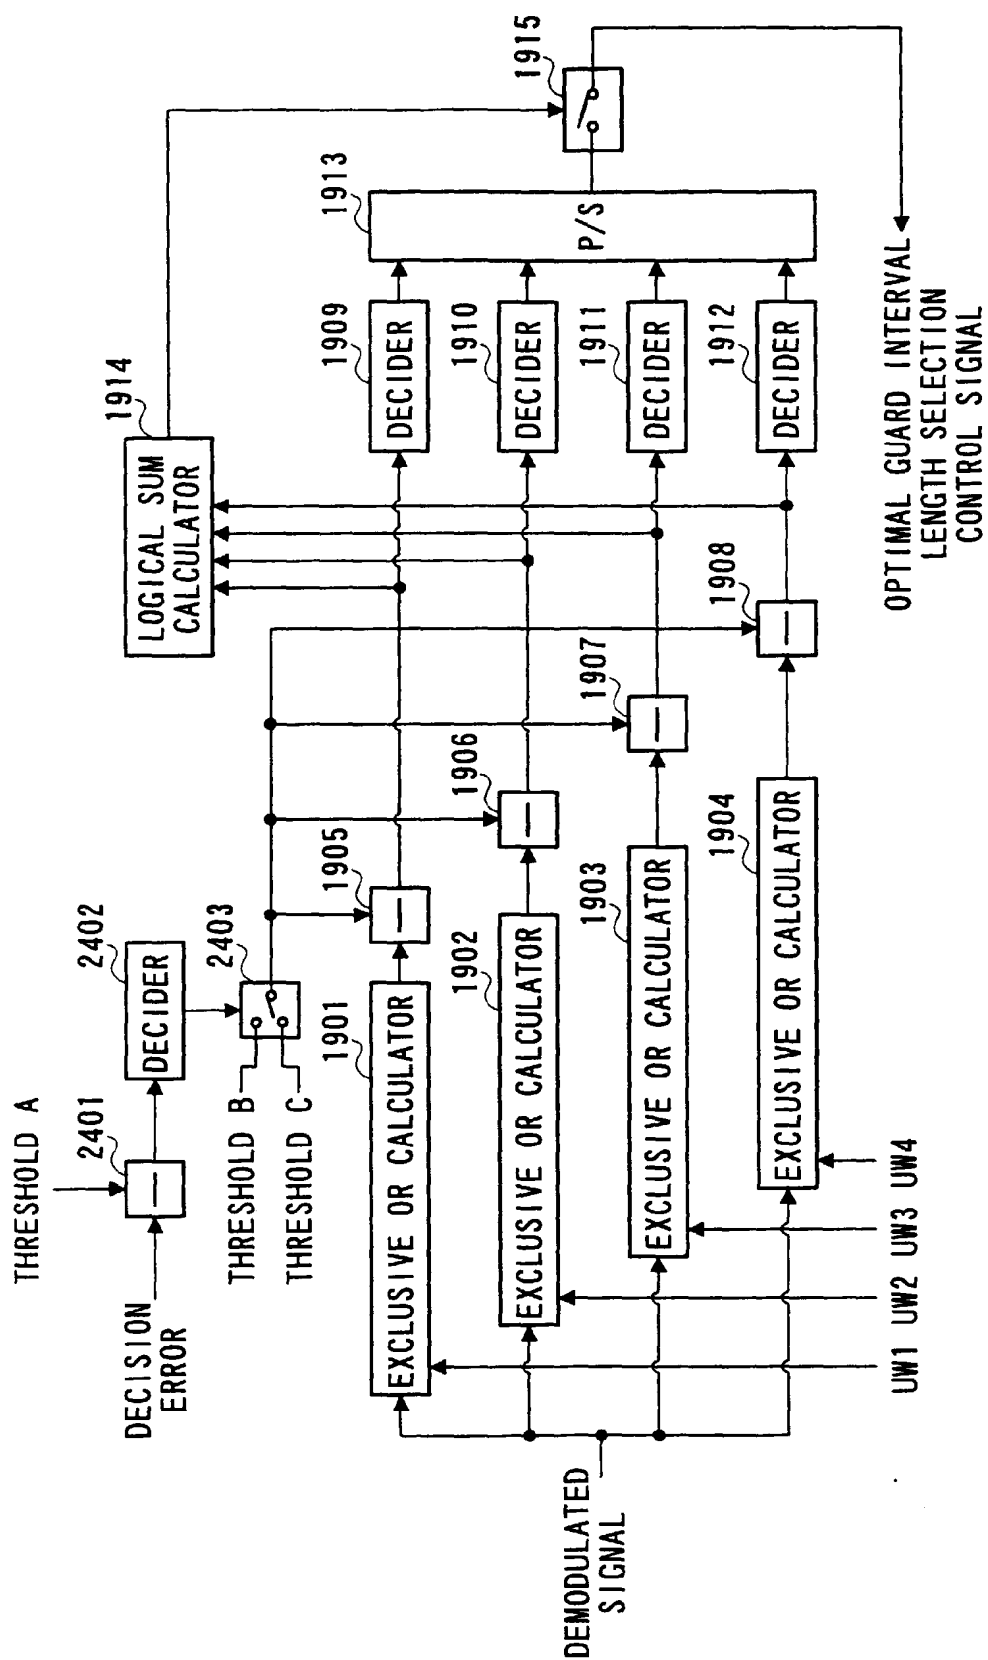 THRESHOLD A
2401
2402
DECIDER
DECISION
ERROR
THRESHOLD B
THRESHOLD C
2403
LOGICAL SUM
CALCULATOR
1914
1901
EXCLUSIVE OR CALCULATOR
1905
1909
DECIDER
1902
EXCLUSIVE OR CALCULATOR
1906
1910
DECIDER
1903
EXCLUSIVE OR CALCULATOR
1907
1911
DECIDER
1904
EXCLUSIVE OR CALCULATOR
1908
1912
DECIDER
1913
P/S
1915
DEMODULATED
SIGNAL
UW1
UW2
UW3
UW4
OPTIMAL GUARD INTERVAL
LENGTH SELECTION
CONTROL SIGNAL